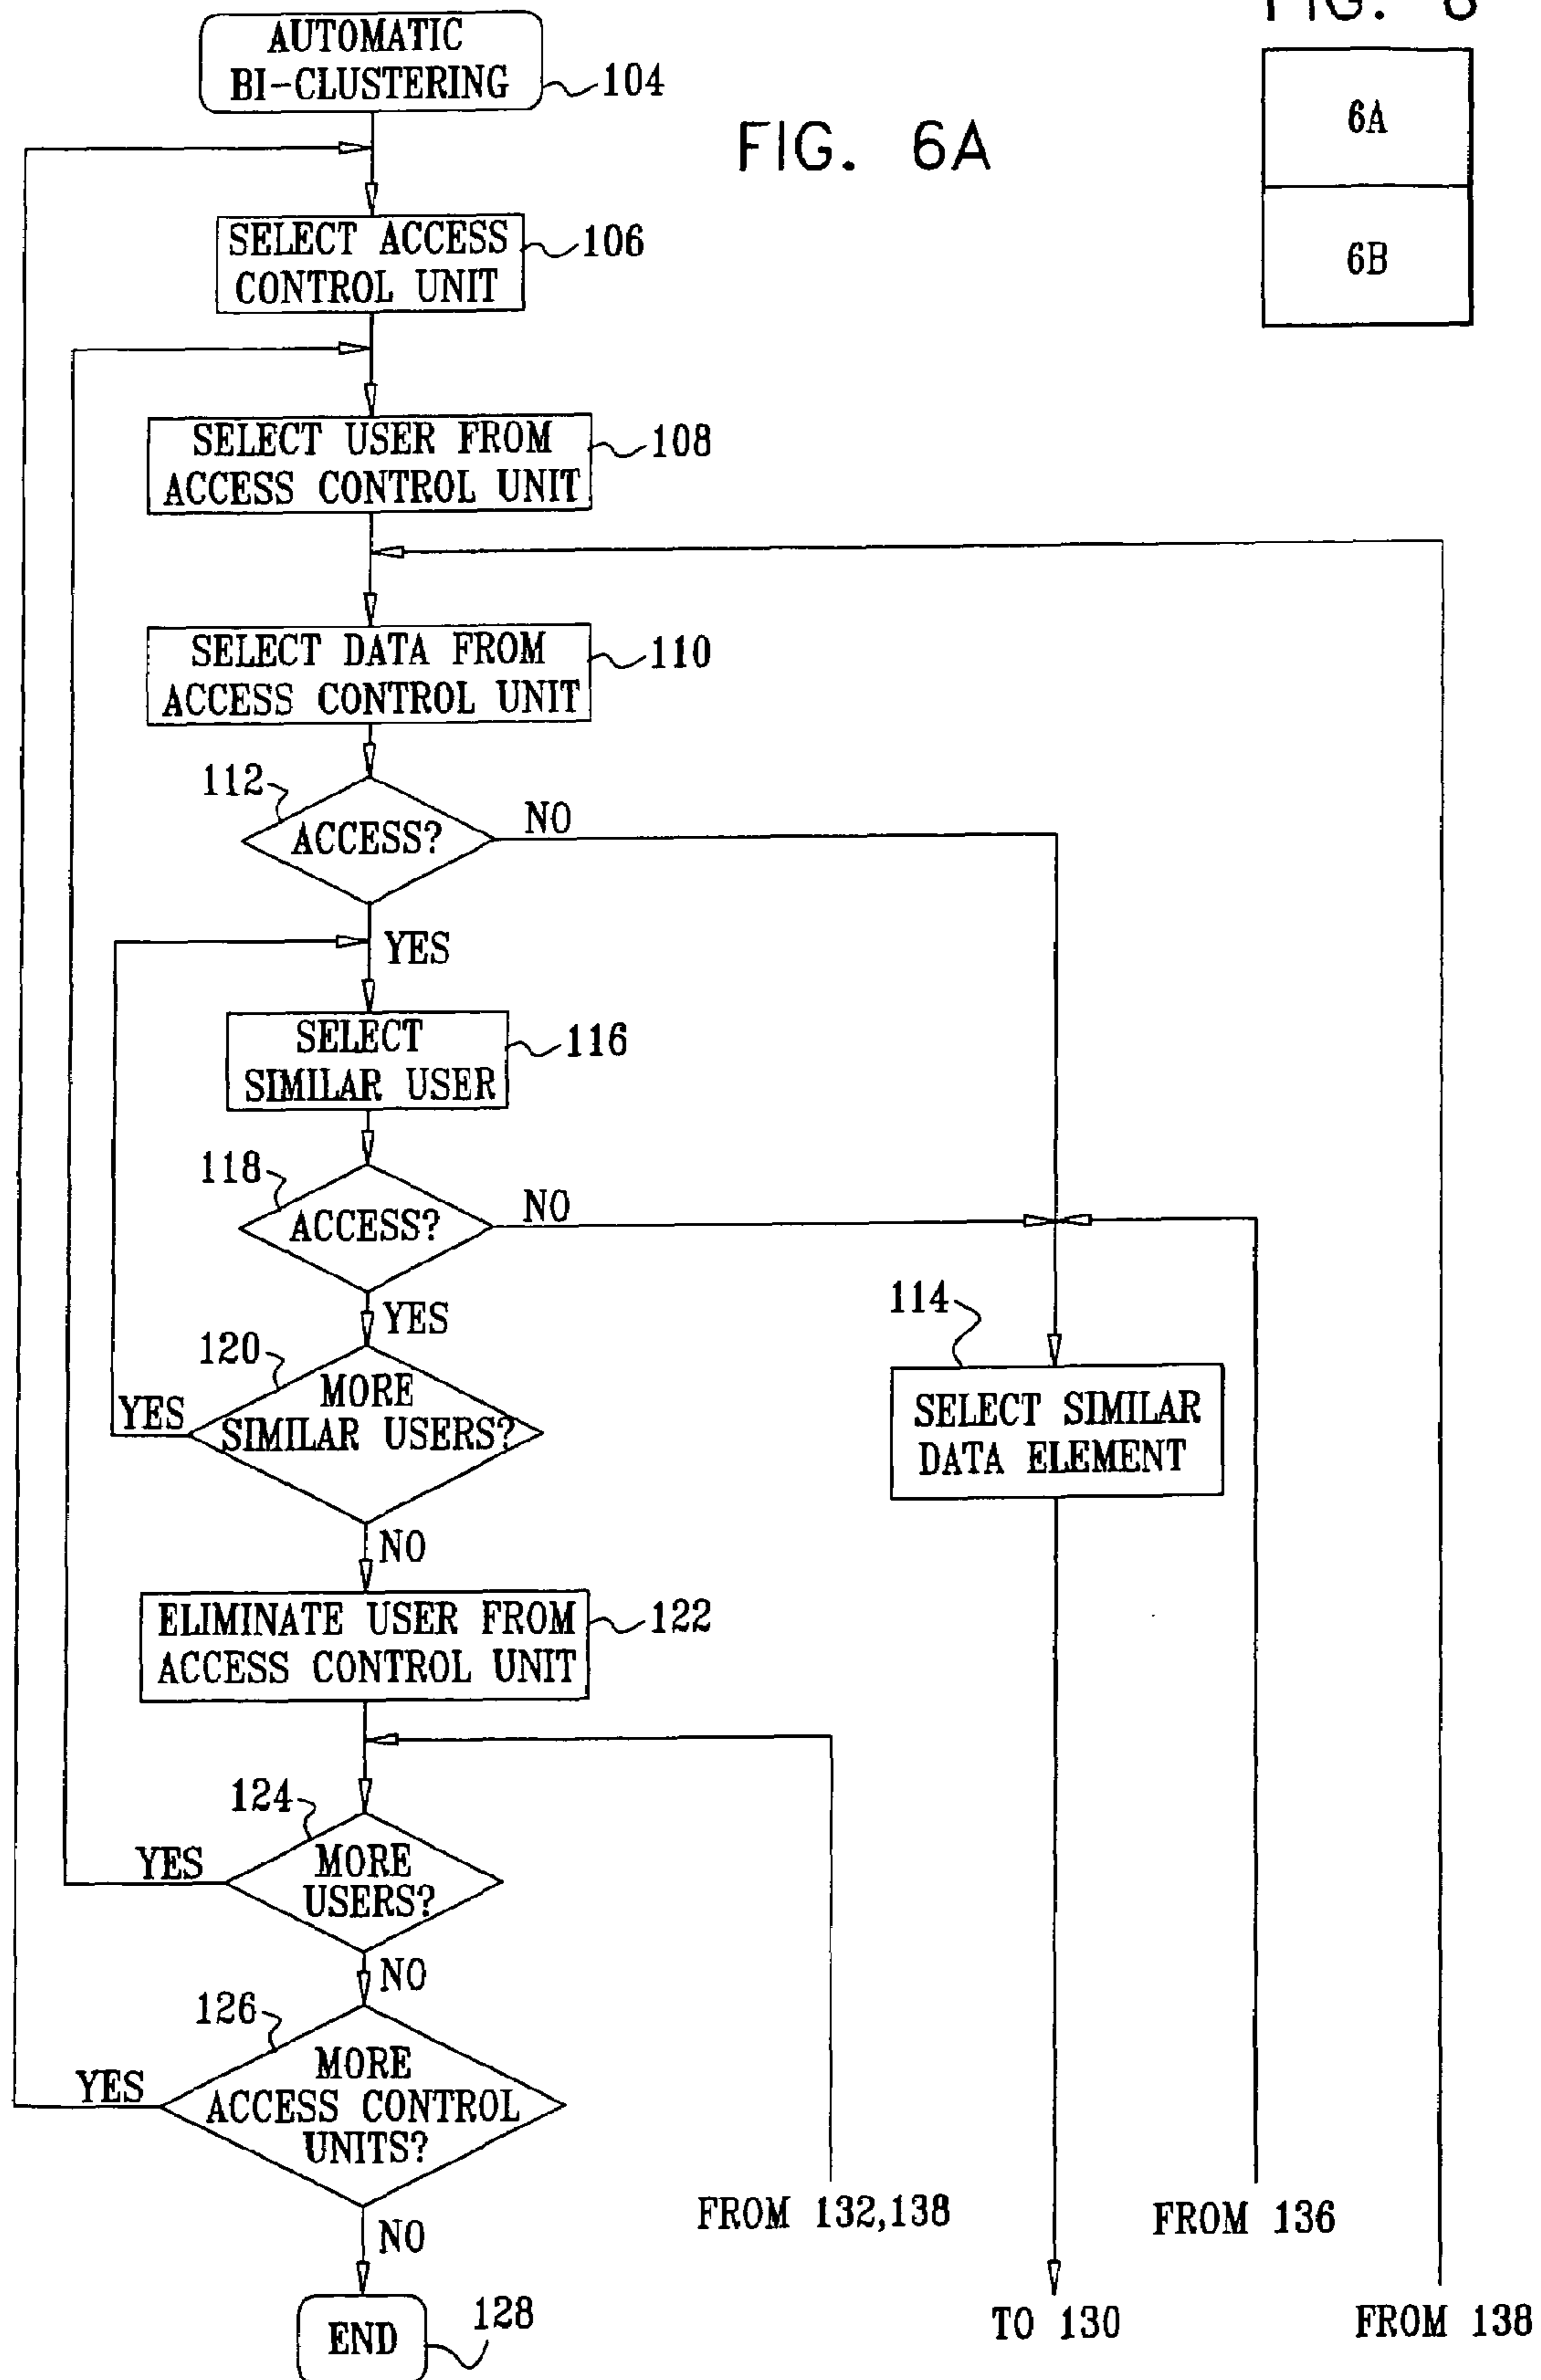 FIG. 6
AUTOMATIC
BI-CLUSTERING
104
FIG. 6A
6A
6B
SELECT ACCESS
CONTROL UNIT
106
SELECT USER FROM
ACCESS CONTROL UNIT
108
SELECT DATA FROM
ACCESS CONTROL UNIT
110
112
ACCESS?
NO
YES
SELECT
SIMILAR USER
116
118
ACCESS?
NO
YES
114
SELECT SIMILAR
DATA ELEMENT
120
MORE
SIMILAR USERS?
YES
NO
ELIMINATE USER FROM
ACCESS CONTROL UNIT
122
124
MORE
USERS?
YES
NO
126
MORE
ACCESS CONTROL
UNITS?
YES
NO
END
128
FROM 132,138
TO 130
FROM 136
FROM 138